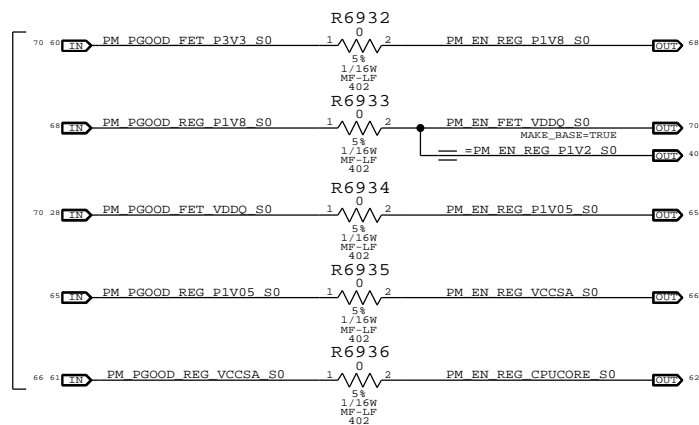 R6932
0
70 60 IN PM_PGOOD_FET_P3V3_S0 1 2 PM_EN_REG_P1V8_S0 OUT 68
5%
1/16W
MF-LF
402
R6933
0
68 IN PM_PGOOD_REG_P1V8_S0 1 2 PM_EN_FET_VDDQ_S0 OUT 70
5%
MAKE_BASE=TRUE
1/16W
=PM_EN_REG_P1V2_S0 OUT 40
MF-LF
402
R6934
0
70 28 IN PM_PGOOD_FET_VDDQ_S0 1 2 PM_EN_REG_P1V05_S0 OUT 65
5%
1/16W
MF-LF
402
R6935
0
65 IN PM_PGOOD_REG_P1V05_S0 1 2 PM_EN_REG_VCCSA_S0 OUT 66
5%
1/16W
MF-LF
402
R6936
0
66 61 IN PM_PGOOD_REG_VCCSA_S0 1 2 PM_EN_REG_CPUCORE_S0 OUT 62
5%
1/16W
MF-LF
402